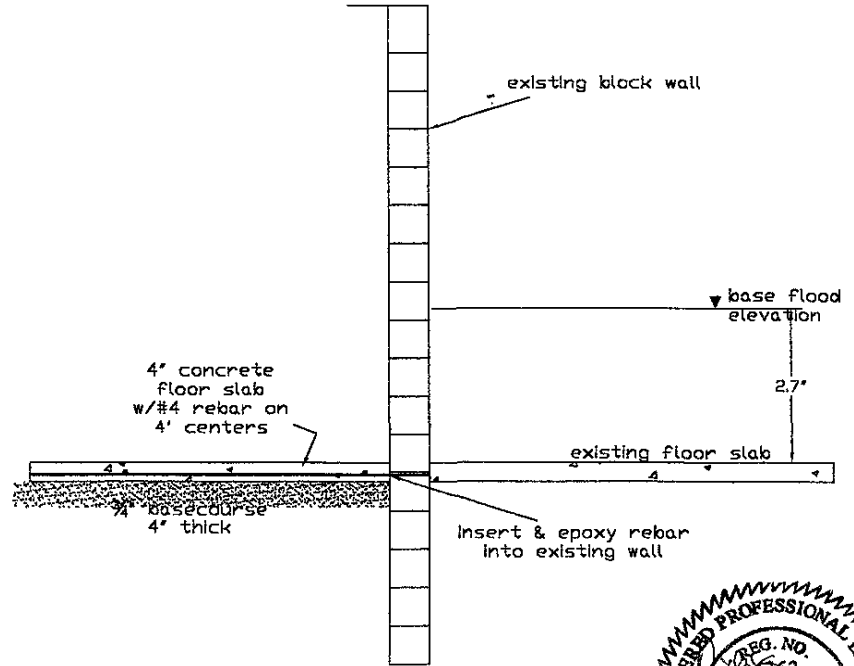 existing block wall
base flood
elevation
2.7"
4" concrete
floor slab
w/#4 rebar on
4' centers
existing floor slab
3/4" basecourse
4" thick
insert & epoxy rebar
into existing wall
PROFESSIONAL
REG. NO.